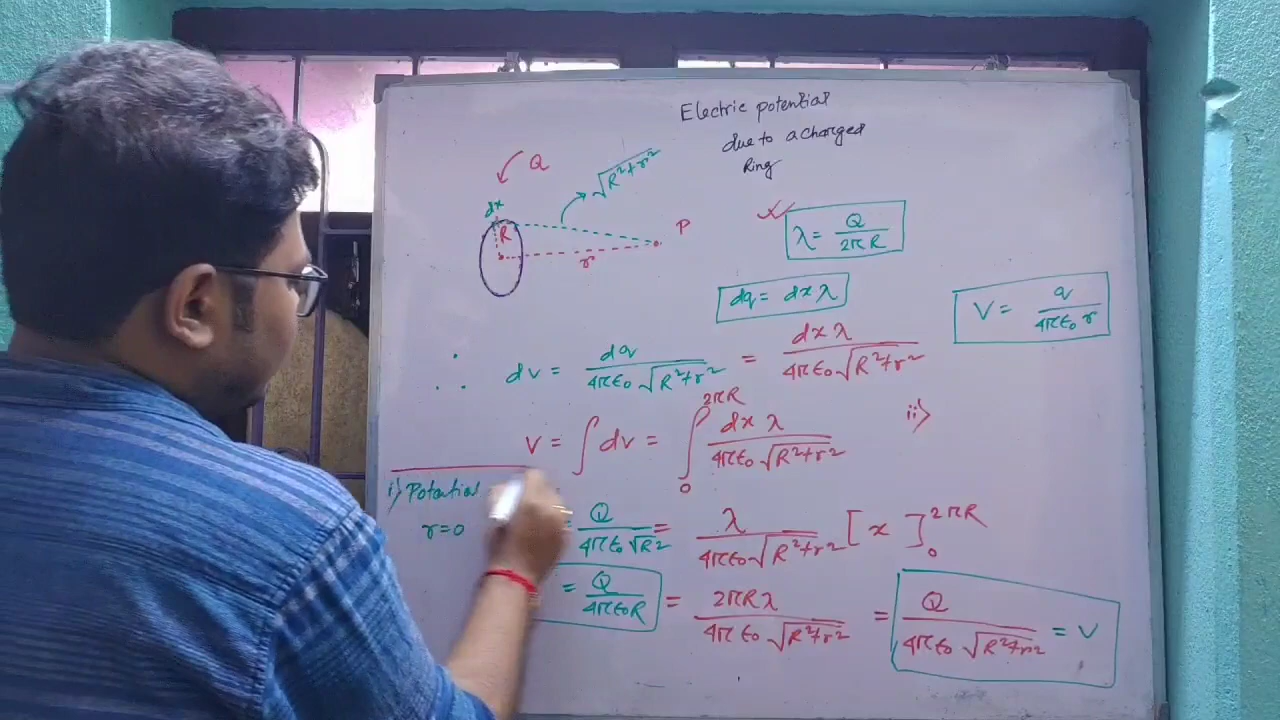 Electric potential
due to a charged
Ring
Q
√R²+r²
dx
R
P
r
λ = Q / 2πR
dq = dx λ
V = q / 4πϵ₀ r
∴ dv = dq / 4πϵ₀ √R²+r² = dx λ / 4πϵ₀ √R²+r²
V = ∫ dv = ∫₀^2πR dx λ / 4πϵ₀ √R²+r²
ii)
i) Potential
r=0
= Q / 4πϵ₀ √R²
= λ / 4πϵ₀ √R²+r² [ x ]₀^2πR
= Q / 4πϵ₀R
= 2πRλ / 4πϵ₀ √R²+r² = Q / 4πϵ₀ √R²+r² = V